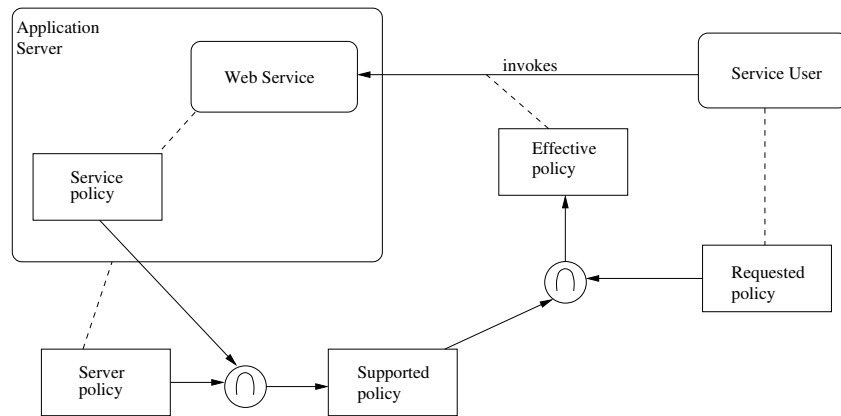 Application
Server
Web Service
invokes
Service User
Service
policy
Effective
policy
Requested
policy
Server
policy
∩
Supported
policy
∩